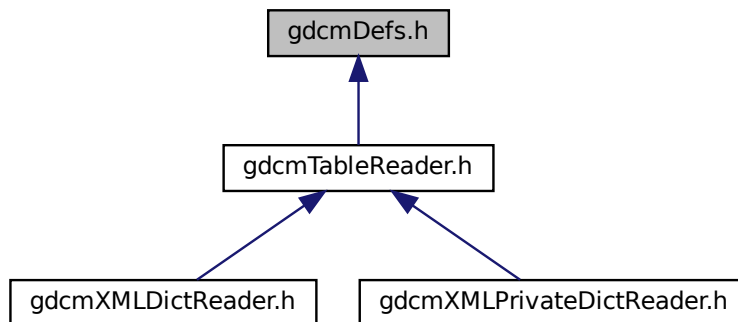 gdcmDefs.h
gdcmTableReader.h
gdcmXMLDictReader.h
gdcmXMLPrivateDictReader.h